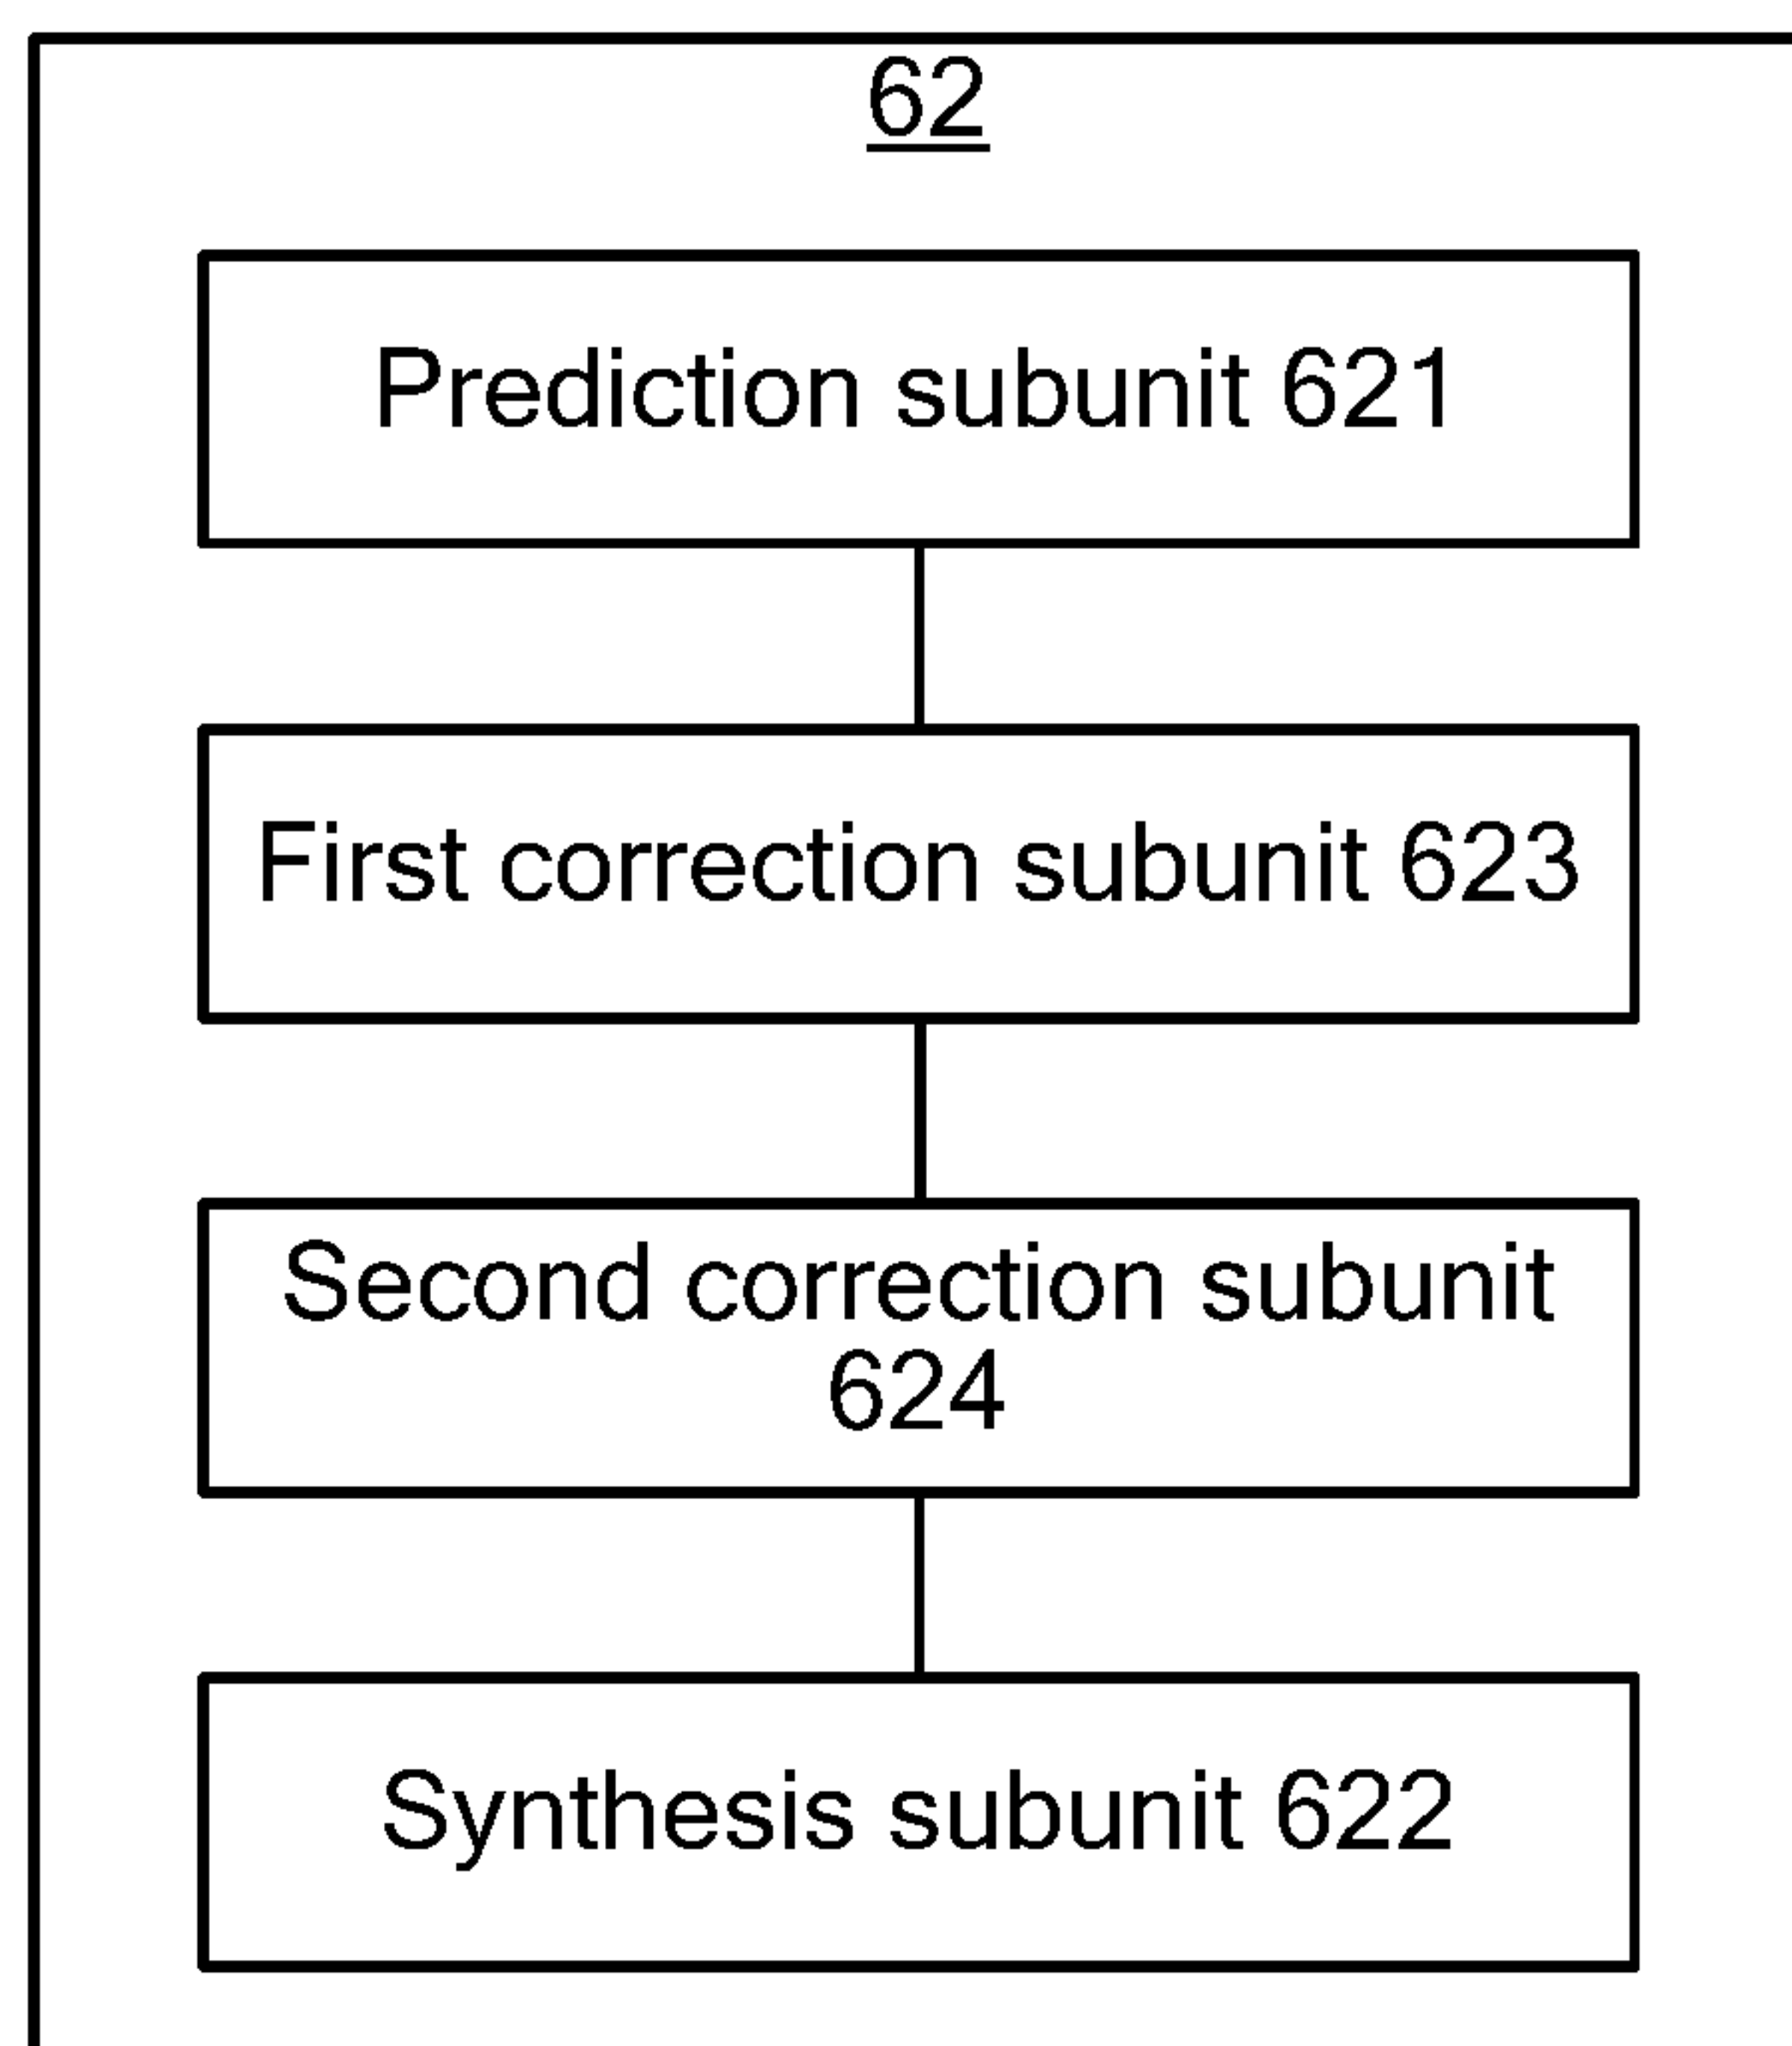 62
Prediction subunit 621
First correction subunit 623
Second correction subunit
624
Synthesis subunit 622